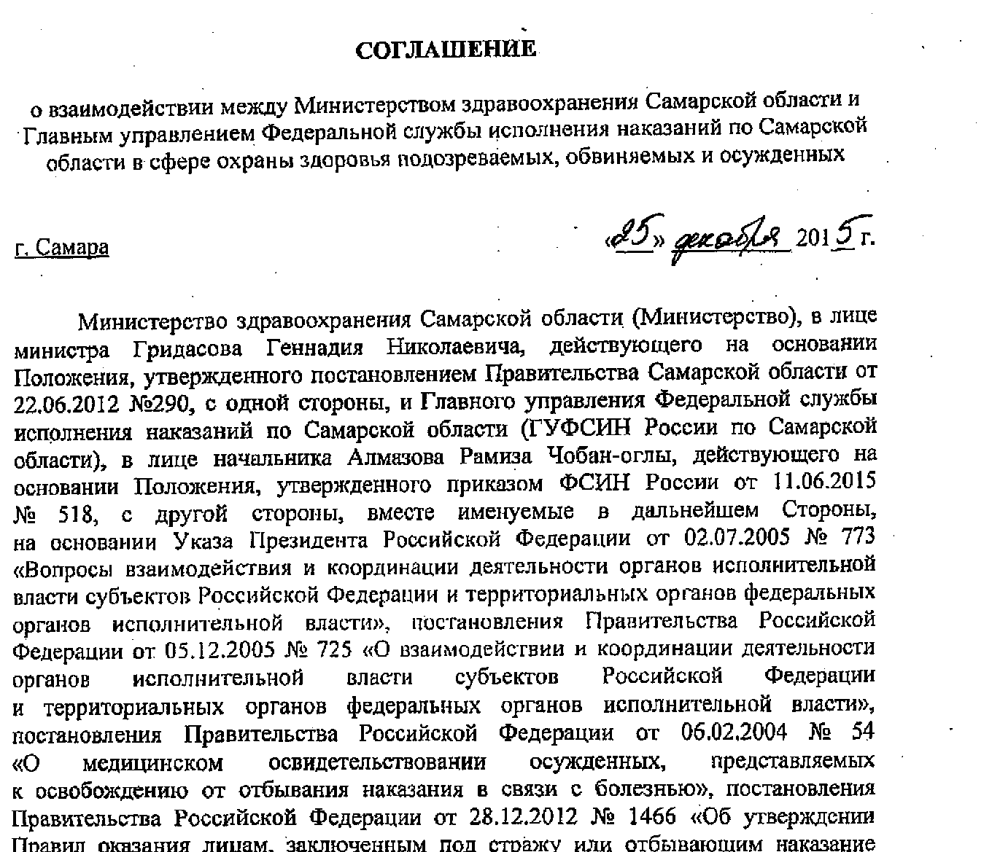 СОГЛАШЕНИЕ
о взаимодействии между Министерством здравоохранения Самарской области и
Главным управлением Федеральной службы исполнения наказаний по Самарской
области в сфере охраны здоровья подозреваемых, обвиняемых и осужденных
г. Самара «25» декабря 2015 г.
Министерство здравоохранения Самарской области (Министерство), в лице
министра Гридасова Геннадия Николаевича, действующего на основании
Положения, утвержденного постановлением Правительства Самарской области от
22.06.2012 №290, с одной стороны, и Главного управления Федеральной службы
исполнения наказаний по Самарской области (ГУФСИН России по Самарской
области), в лице начальника Алмазова Рамиза Чобан-оглы, действующего на
основании Положения, утвержденного приказом ФСИН России от 11.06.2015
№ 518, с другой стороны, вместе именуемые в дальнейшем Стороны,
на основании Указа Президента Российской Федерации от 02.07.2005 № 773
«Вопросы взаимодействия и координации деятельности органов исполнительной
власти субъектов Российской Федерации и территориальных органов федеральных
органов исполнительной власти», постановления Правительства Российской
Федерации от 05.12.2005 № 725 «О взаимодействии и координации деятельности
органов исполнительной власти субъектов Российской Федерации
и территориальных органов федеральных органов исполнительной власти»,
постановления Правительства Российской Федерации от 06.02.2004 № 54
«О медицинском освидетельствовании осужденных, представляемых
к освобождению от отбывания наказания в связи с болезнью», постановления
Правительства Российской Федерации от 28.12.2012 № 1466 «Об утверждении
Правил оказания лицам, заключенным под стражу или отбывающим наказание